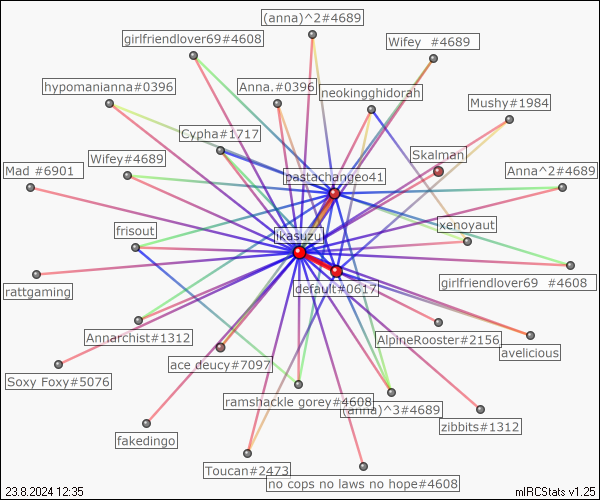 (anna)^2#4689
girlfriendlover69#4608
Wifey #4689
hypomanianna#0396
Anna.#0396
neokingghidorah
Mushy#1984
Cypha#1717
Skalman
Wifey#4689
Mad #6901
pastachangeo41
Anna^2#4689
frisout
ikasuzu
xenoyaut
rattgaming
default#0617
girlfriendlover69 #4608
Annarchist#1312
AlpineRooster#2156
avelicious
Soxy Foxy#5076
ace deucy#7097
ramshackle gorey#4608
(anna)^3#4689
zibbits#1312
fakedingo
Toucan#2473
no cops no laws no hope#4608
23.8.2024 12:35
mIRCStats v1.25